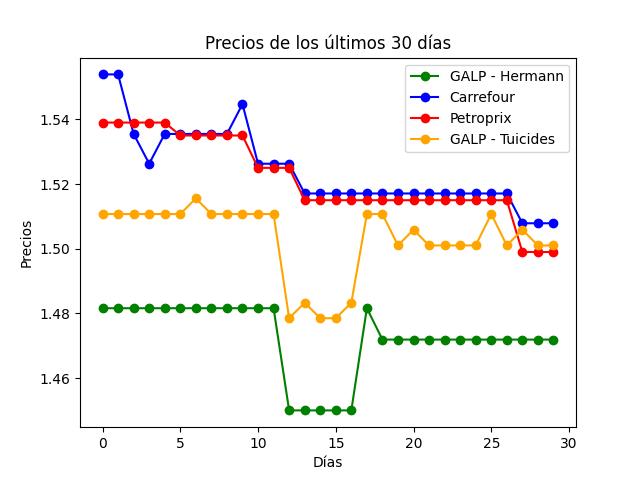 Precios de los últimos 30 días
GALP - Hermann
Carrefour
Petroprix
GALP - Tuicides
1.54
1.52
1.50
1.48
1.46
Precios
0 5 10 15 20 25 30
Días